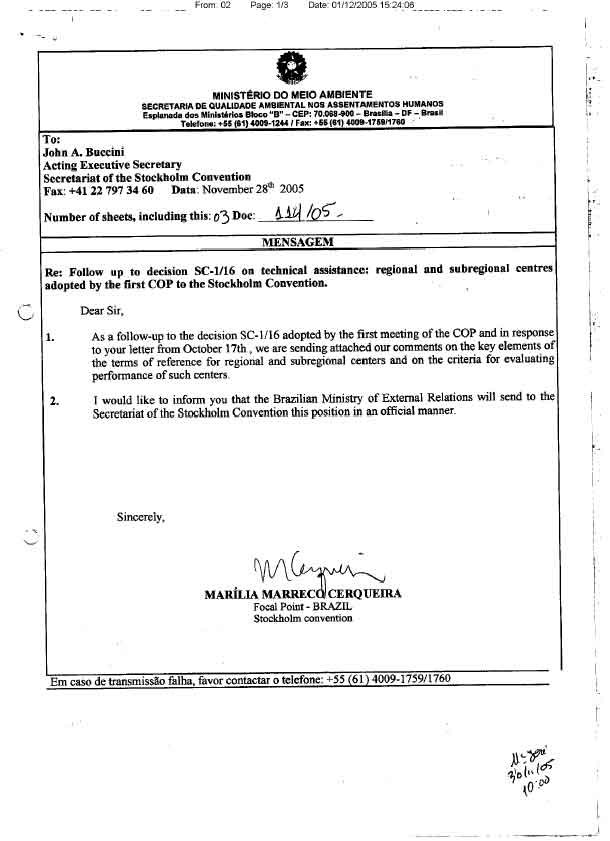 From: 02 Page: 1/3 Date: 01/12/2005 15:24:06
MINISTÉRIO DO MEIO AMBIENTE
SECRETARIA DE QUALIDADE AMBIENTAL NOS ASSENTAMENTOS HUMANOS
Esplanada dos Ministérios Bloco "B" – CEP: 70.068-900 – Brasília – DF – Brasil
Telefone: +55 (61) 4009-1244 / Fax: +55 (61) 4009-1759/1760
To:
John A. Buccini
Acting Executive Secretary
Secretariat of the Stockholm Convention
Fax: +41 22 797 34 60 Data: November 28th 2005
Number of sheets, including this: 03 Doc: 114/05-
MENSAGEM
Re: Follow up to decision SC-1/16 on technical assistance: regional and subregional centres
adopted by the first COP to the Stockholm Convention.
Dear Sir,
1. As a follow-up to the decision SC-1/16 adopted by the first meeting of the COP and in response
to your letter from October 17th , we are sending attached our comments on the key elements of
the terms of reference for regional and subregional centers and on the criteria for evaluating
performance of such centers.
2. I would like to inform you that the Brazilian Ministry of External Relations will send to the
Secretariat of the Stockholm Convention this position in an official manner.
Sincerely,
MCerqueira
MARÍLIA MARRECO CERQUEIRA
Focal Point - BRAZIL
Stockholm convention
Em caso de transmissão falha, favor contactar o telefone: +55 (61) 4009-1759/1760
30/11/05
10:00